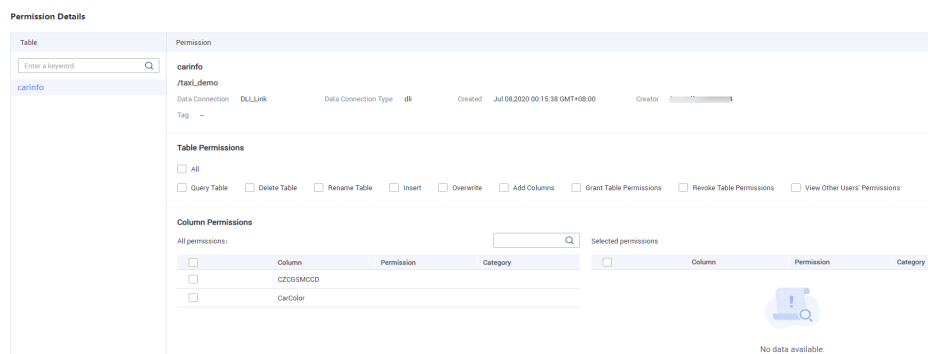 Permission Details
Table
Permission
Enter a keyword.
carinfo
carinfo
/taxi_demo
Data Connection DLI_Link Data Connection Type dli Created Jul 08,2020 00:15:38 GMT+08:00 Creator
Tag --
Table Permissions
All
Query Table Delete Table Rename Table Insert Overwrite Add Columns Grant Table Permissions Revoke Table Permissions View Other Users' Permissions
Column Permissions
All permissions: Selected permissions
Column Permission Category Column Permission Category
CZCGSMCCD
CarColor
No data available.